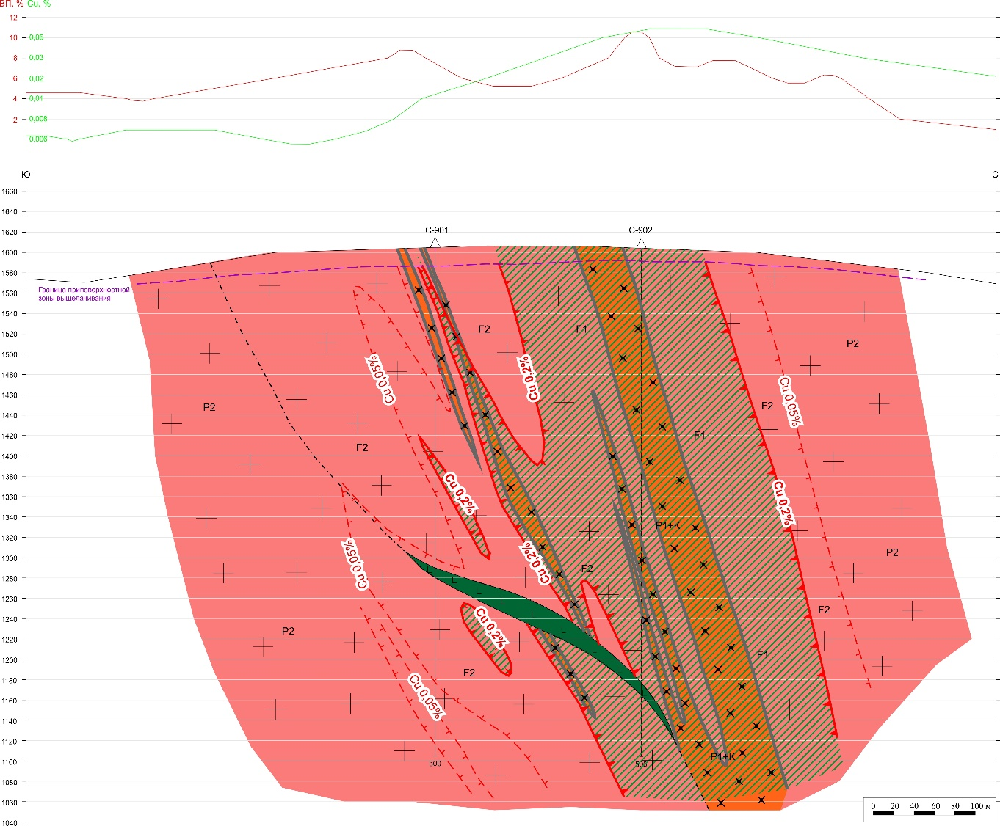 ВП, % Cu, %
12
10 0,05
8 0,03
6 0,02
4 0,01
2 0,008
0,006
Ю С
1660
1640
1620
С-901 С-902
1600
1580
Граница приповерхностной
зоны выщелачивания
1560
1540
1520
1500
1480
1460
1440
1420
1400
1380
1360
1340
1320
1300
1280
1260
1240
1220
1200
1180
1160
1140
1120
1100
1080
1060
1040
F2
F1
P2
Cu 0,05%
Cu 0,2%
Cu 0,05%
P2
F2
F1
F2
Cu 0,2%
Cu 0,2%
P1+K
Cu 0,05%
Cu 0,2%
F2
P2
F2
Cu 0,2%
P2
F1
F2
Cu 0,05%
P1+K
500
505
0 20 40 60 80 100 м